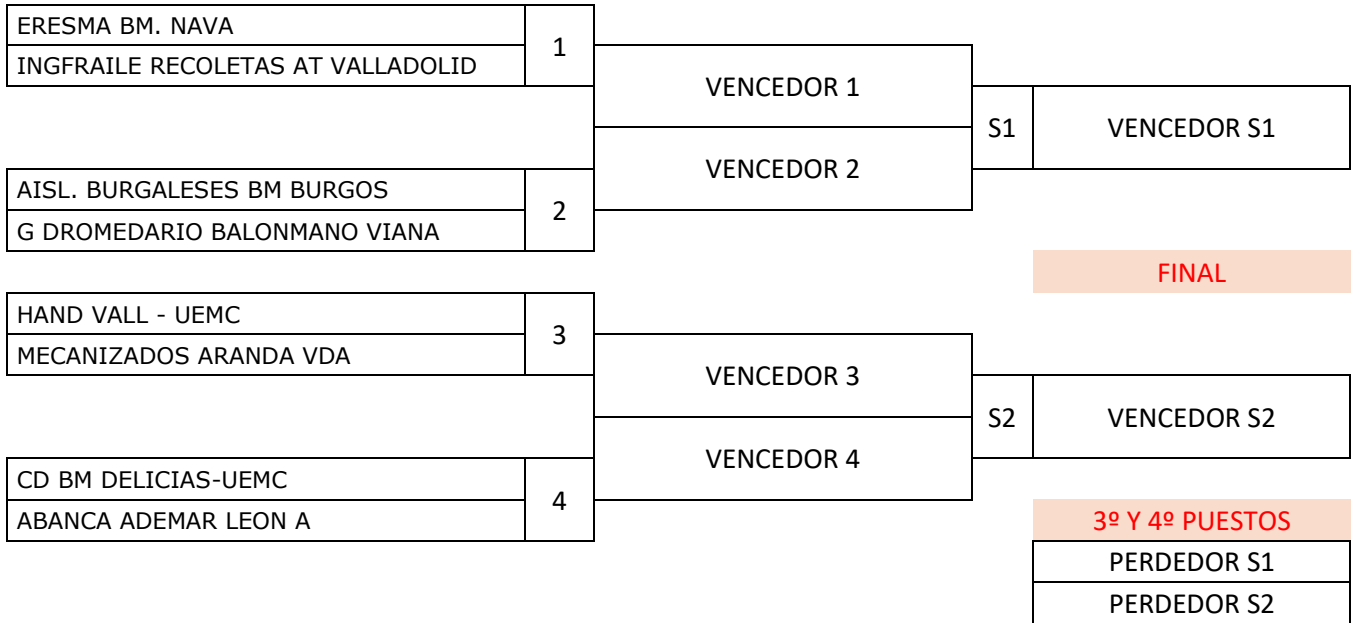 ERESMA BM. NAVA
1
INGFRAILE RECOLETAS AT VALLADOLID
VENCEDOR 1
S1
VENCEDOR S1
VENCEDOR 2
AISL. BURGALESES BM BURGOS
2
G DROMEDARIO BALONMANO VIANA
FINAL
HAND VALL - UEMC
3
MECANIZADOS ARANDA VDA
VENCEDOR 3
S2
VENCEDOR S2
VENCEDOR 4
CD BM DELICIAS-UEMC
4
ABANCA ADEMAR LEON A
3º Y 4º PUESTOS
PERDEDOR S1
PERDEDOR S2